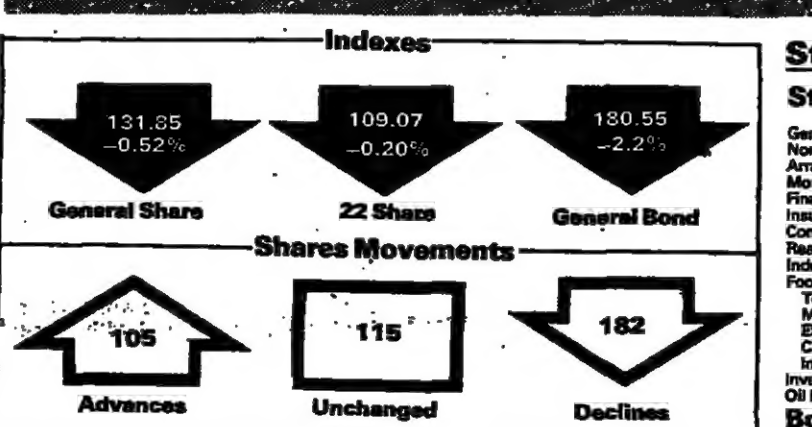 Indexes
131.85
–0.52%
109.07
–0.20%
180.55
–2.2%
General Share
22 Share
General Bond
Shares Movements
105
115
182
Advances
Unchanged
Declines
Oil